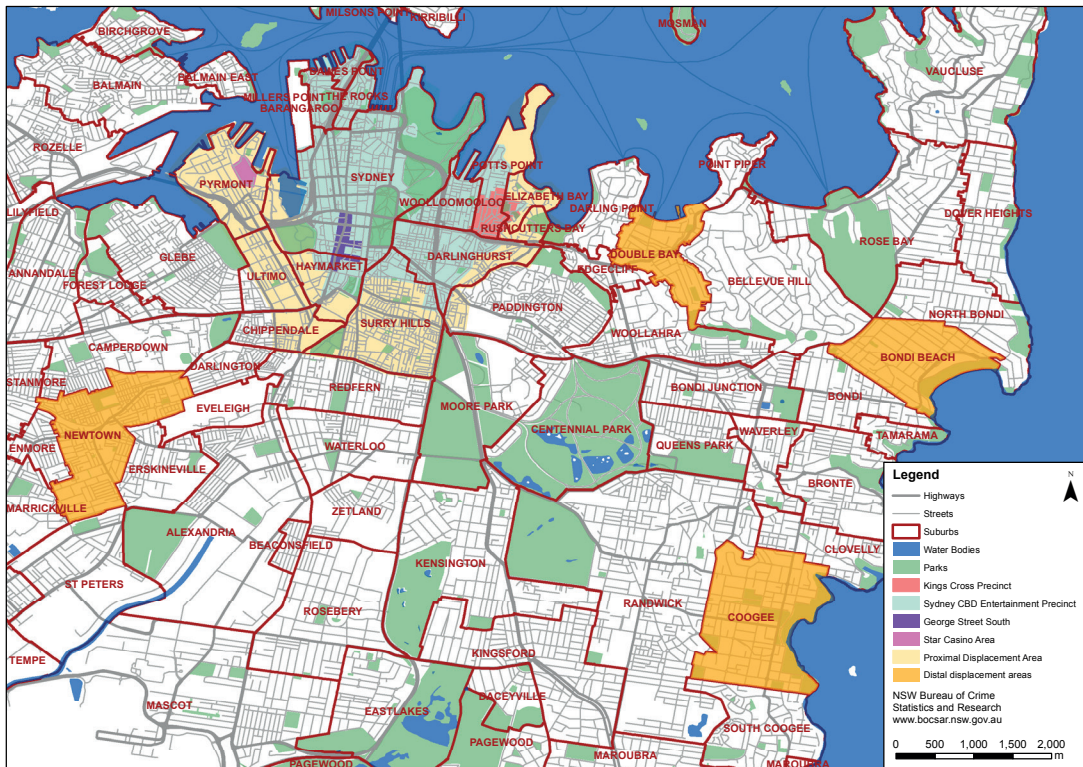 MILSONS POINT
KIRRIBILLI
MOSMAN
BIRCHGROVE
BALMAIN
BALMAIN EAST
DAWES POINT
MILLERS POINT
THE ROCKS
BARANGAROO
VAUCLUSE
ROZELLE
PYRMONT
SYDNEY
POTTS POINT
POINT PIPER
LILYFIELD
WOOLLOOMOOLOO
ELIZABETH BAY
DARLING POINT
DOVER HEIGHTS
RUSHCUTTERS BAY
ROSE BAY
GLEBE
DOUBLE BAY
ANNANDALE
FOREST LODGE
ULTIMO
HAYMARKET
DARLINGHURST
EDGECLIFF
BELLEVUE HILL
PADDINGTON
NORTH BONDI
CHIPPENDALE
SURRY HILLS
WOOLLAHRA
CAMPERDOWN
BONDI BEACH
DARLINGTON
STANMORE
REDFERN
BONDI JUNCTION
BONDI
EVELEIGH
MOORE PARK
CENTENNIAL PARK
WAVERLEY
TAMARAMA
NEWTOWN
ENMORE
WATERLOO
QUEENS PARK
ERSKINEVILLE
BRONTE
MARRICKVILLE
ZETLAND
ALEXANDRIA
BEACONSFIELD
CLOVELLY
ST PETERS
KENSINGTON
ROSEBERY
RANDWICK
COOGEE
TEMPE
KINGSFORD
MASCOT
DACEYVILLE
EASTLAKES
SOUTH COOGEE
PAGEWOOD
MAROUBRA
PAGEWOOD
MAROUBRA
Legend
N
Highways
Streets
Suburbs
Water Bodies
Parks
Kings Cross Precinct
Sydney CBD Entertainment Precinct
George Street South
Star Casino Area
Proximal Displacement Area
Distal displacement areas
NSW Bureau of Crime
Statistics and Research
www.bocsar.nsw.gov.au
0 500 1,000 1,500 2,000
m